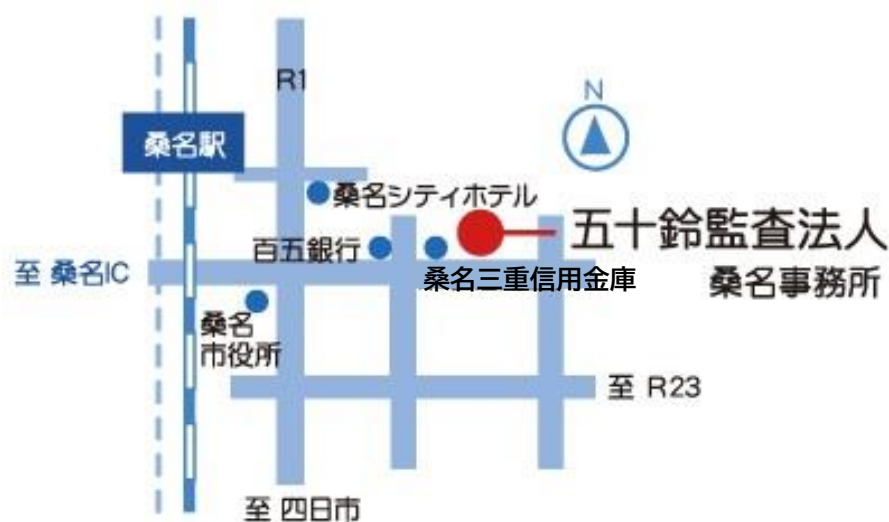 R1
N
桑名駅
桑名シティホテル
五十鈴監査法人
桑名事務所
百五銀行
至 桑名IC
桑名三重信用金庫
桑名
市役所
至 R23
至 四日市